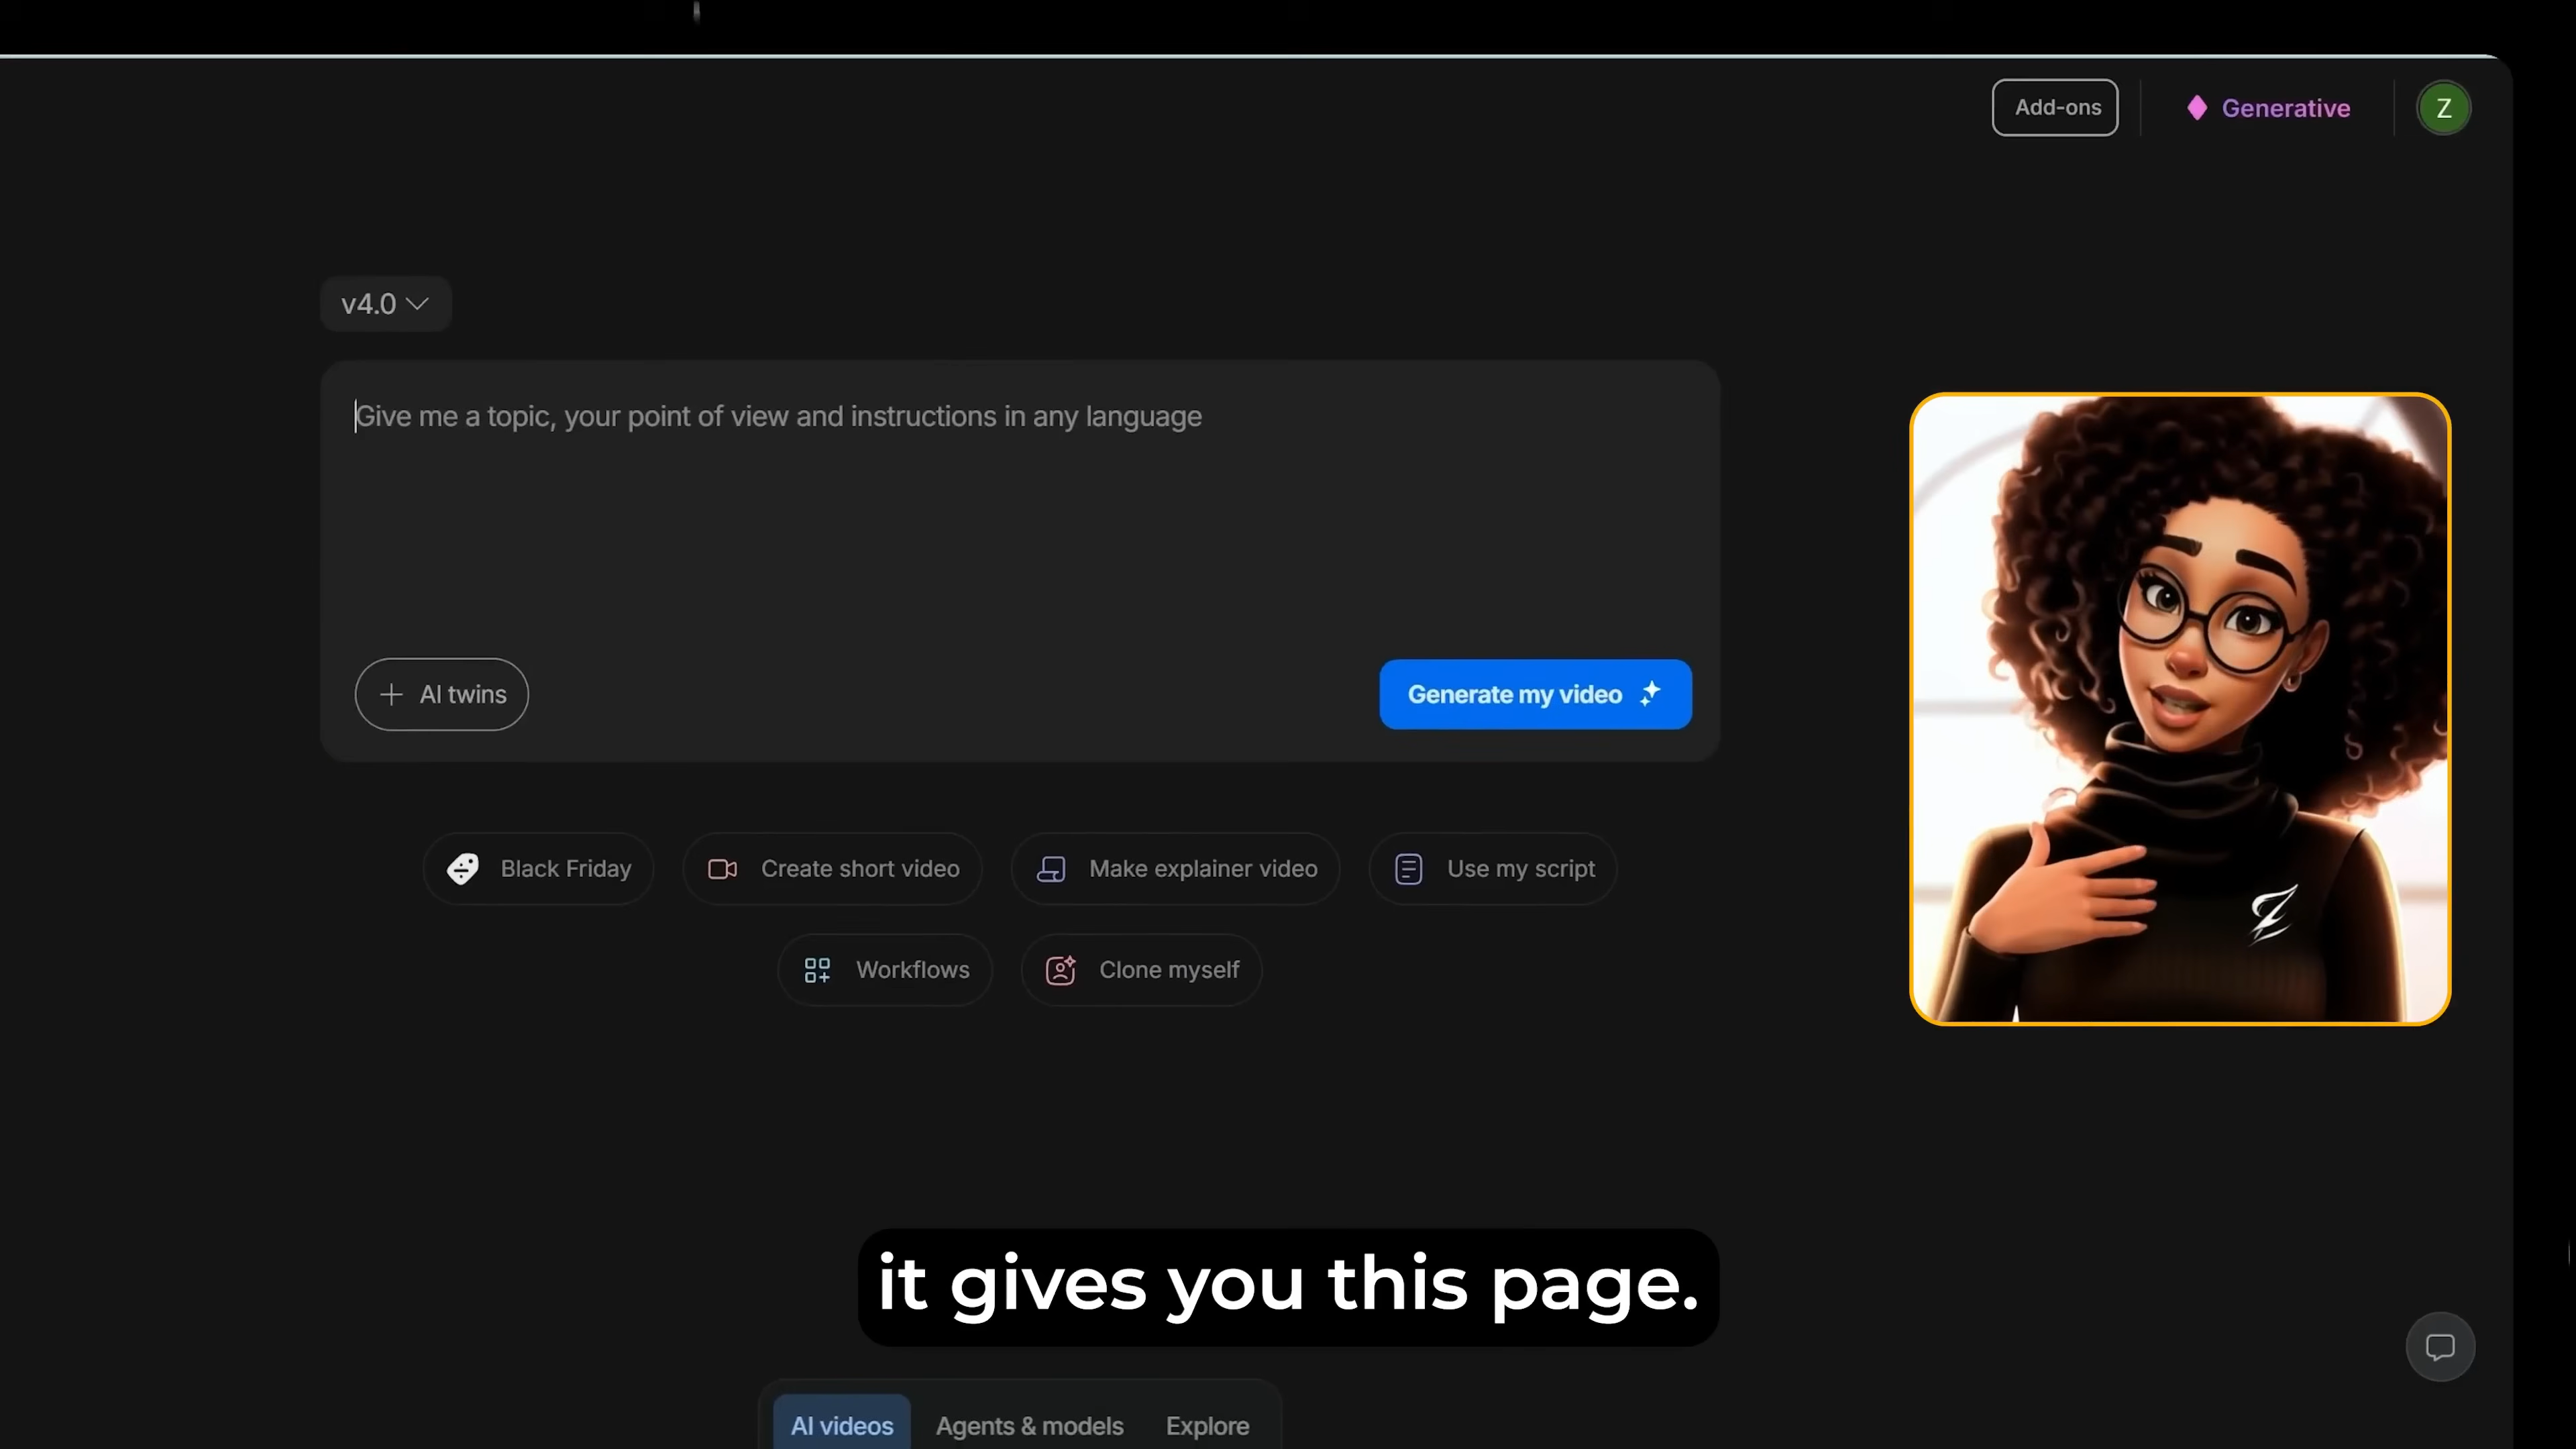 Add-ons
Generative
Z
v4.0
Give me a topic, your point of view and instructions in any language
AI twins
Generate my video
Black Friday
Create short video
Make explainer video
Use my script
Workflows
Clone myself
it gives you this page.
AI videos
Agents & models
Explore